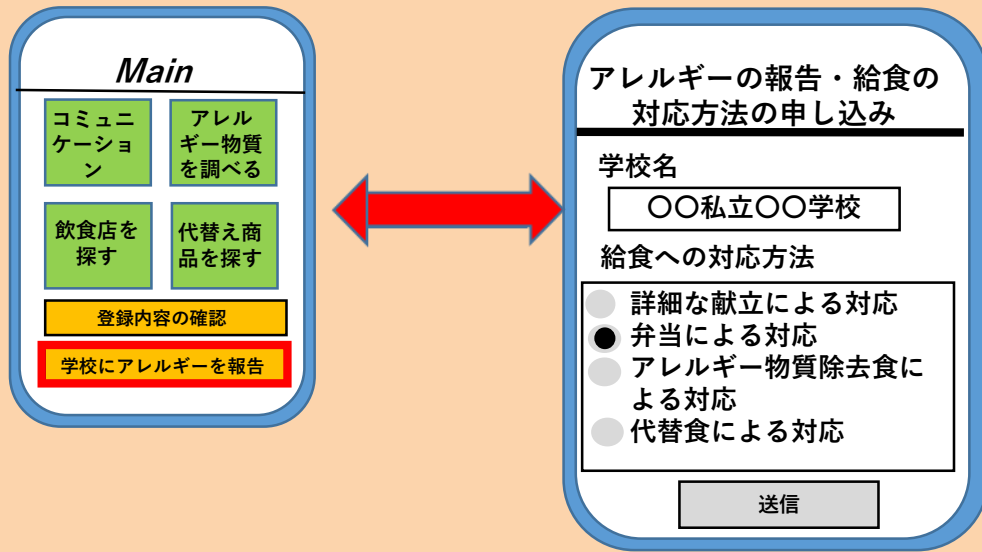 Main
コミュニ
ケーショ
ン
アレル
ギー物質
を調べる
飲食店を
探す
代替え商
品を探す
登録内容の確認
学校にアレルギーを報告
アレルギーの報告・給食の
対応方法の申し込み
学校名
〇〇私立〇〇学校
給食への対応方法
詳細な献立による対応
弁当による対応
アレルギー物質除去食に
よる対応
代替食による対応
送信